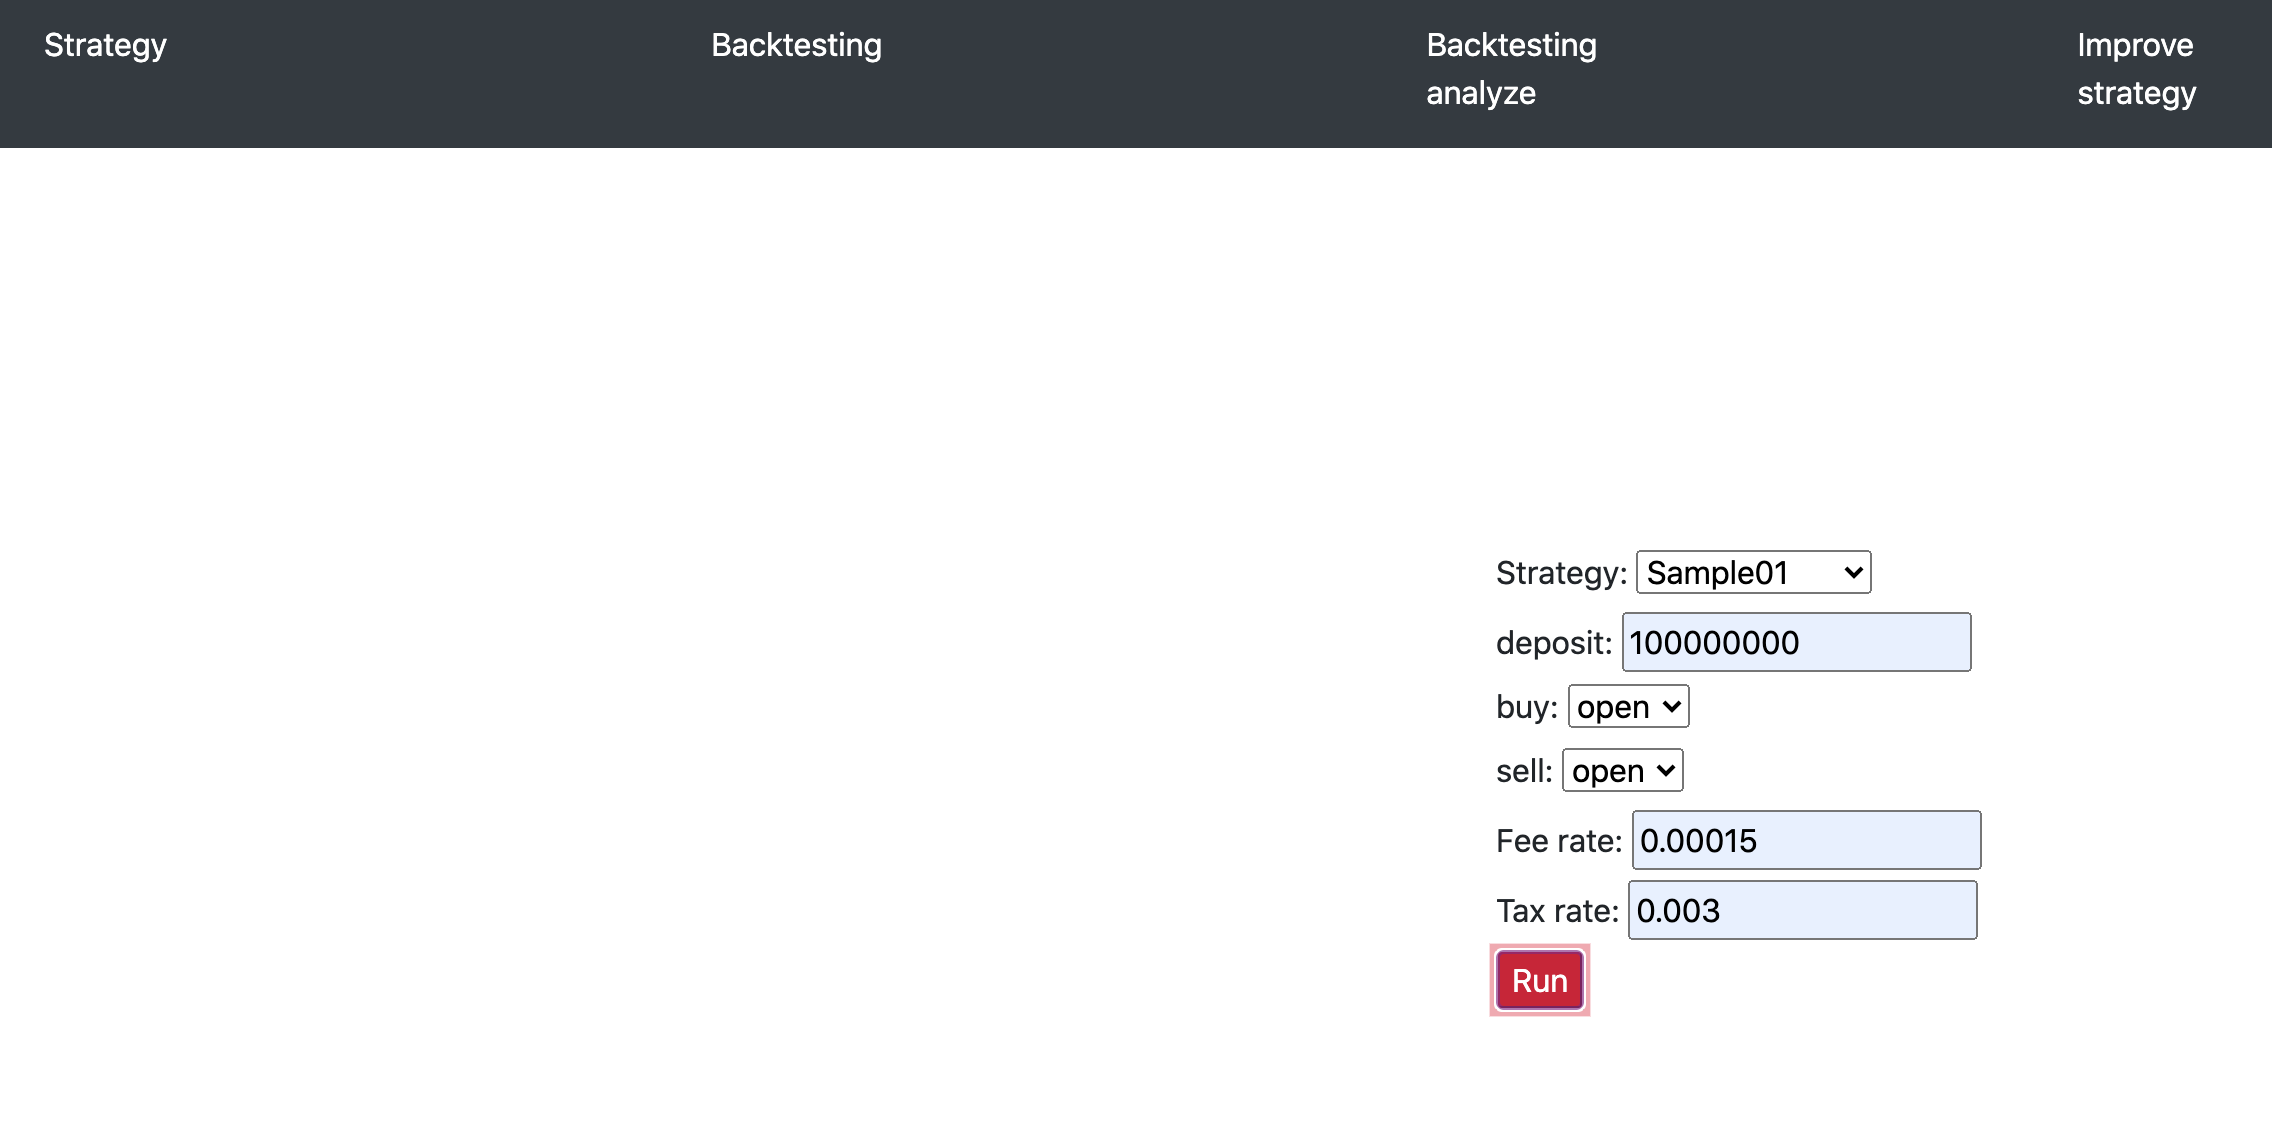 Strategy
Backtesting
Backtesting
analyze
Improve
strategy
Strategy: Sample01
deposit: 100000000
buy: open
sell: open
Fee rate: 0.00015
Tax rate: 0.003
Run